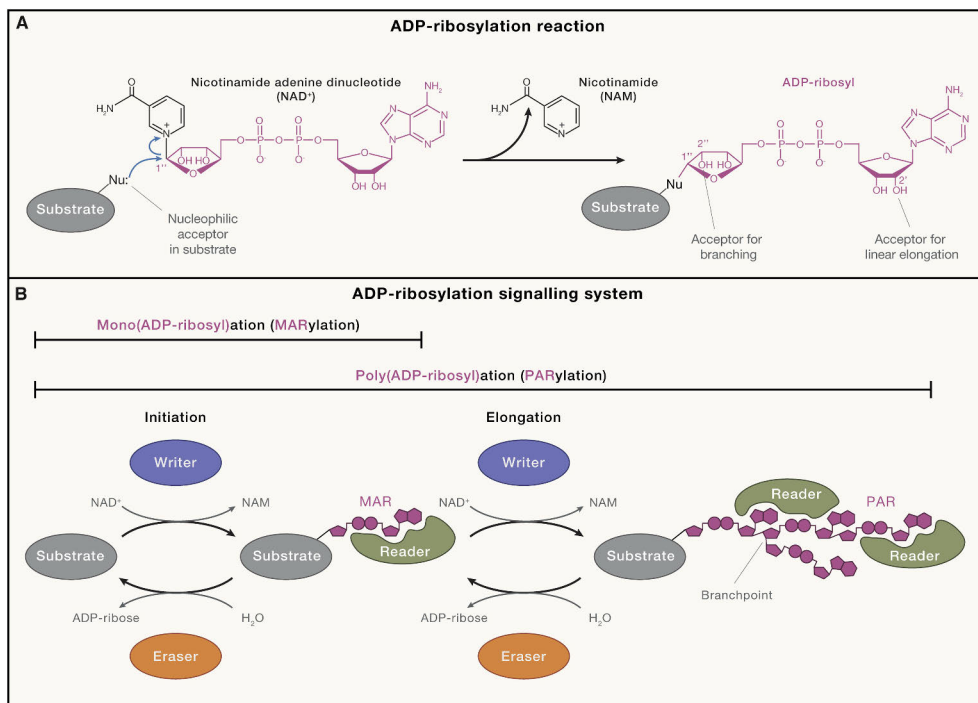 A
ADP-ribosylation reaction
Nicotinamide adenine dinucleotide
(NAD⁺)
O
H₂N
N⁺
OH HO
O
1''
O O
O–P–O–P–O
O⁻ O⁻
O
OH OH
NH₂
N
N
N
N
Nu:
Substrate
Nucleophilic
acceptor
in substrate
Nicotinamide
(NAM)
O
H₂N
N⁺
ADP-ribosyl
NH₂
N
N
N
N
O O
O–P–O–P–O
O⁻ O⁻
2''
1''
OH HO
O
O
2'
OH OH
Nu
Substrate
Acceptor for
branching
Acceptor for
linear elongation
B
ADP-ribosylation signalling system
Mono(ADP-ribosyl)ation (MARylation)
Poly(ADP-ribosyl)ation (PARylation)
Initiation
Elongation
Writer
Writer
NAD⁺
NAM
MAR
NAD⁺
NAM
Reader
PAR
Substrate
Substrate
Reader
Substrate
Reader
Branchpoint
ADP-ribose
H₂O
ADP-ribose
H₂O
Eraser
Eraser